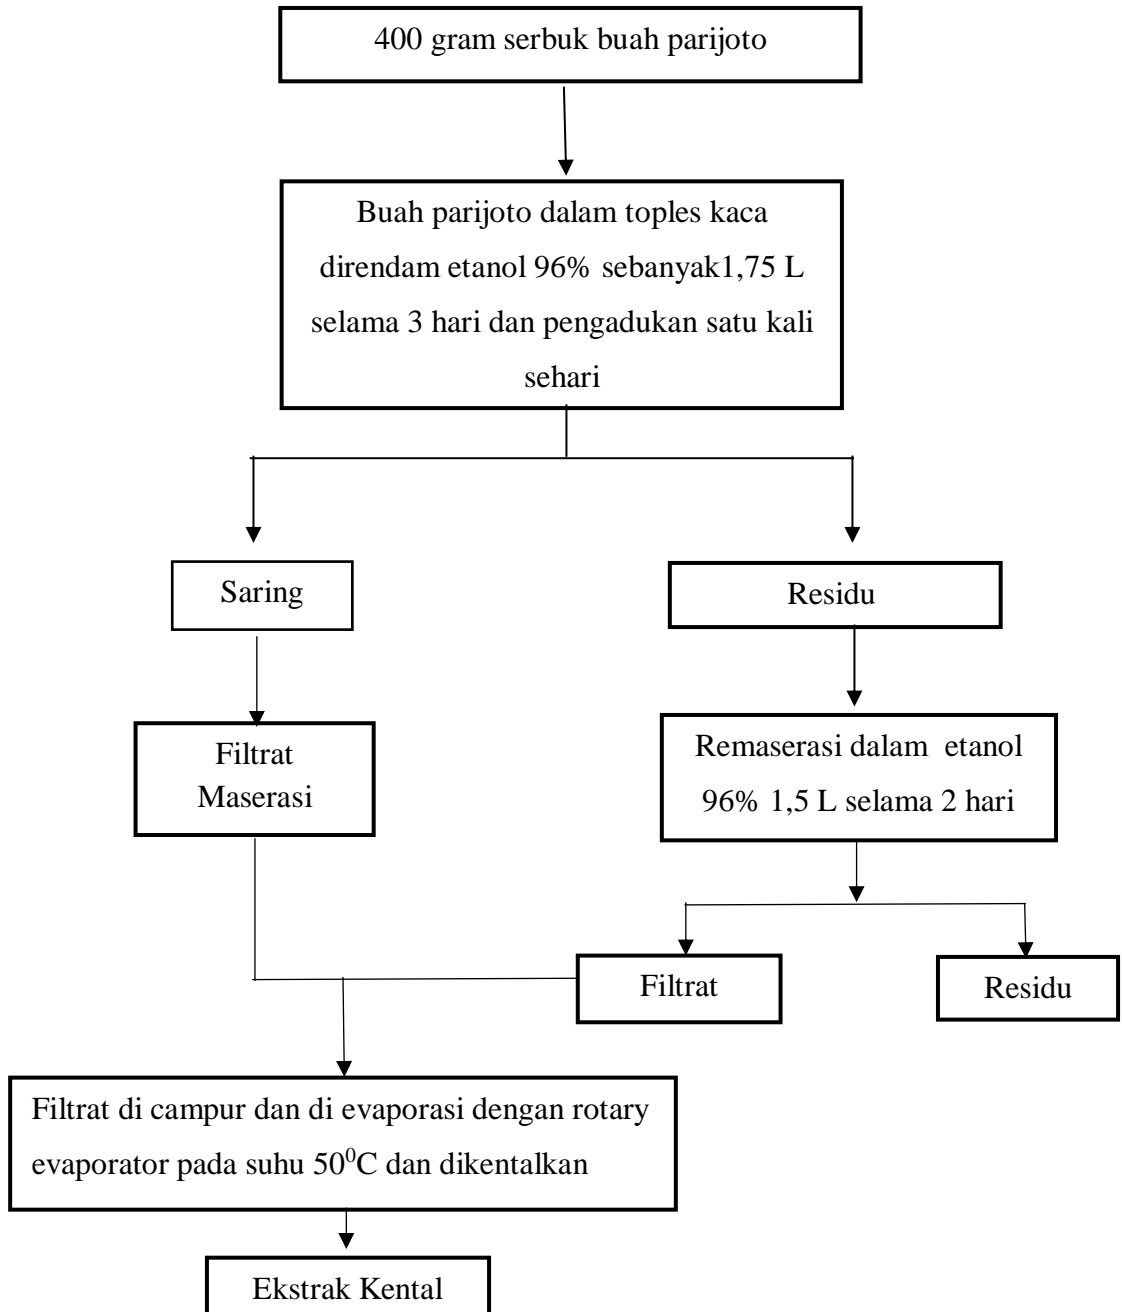 400 gram serbuk buah parijoto
Buah parijoto dalam toples kaca
direndam etanol 96% sebanyak1,75 L
selama 3 hari dan pengadukan satu kali
sehari
Saring
Residu
Filtrat
Maserasi
Remaserasi dalam etanol
96% 1,5 L selama 2 hari
Filtrat
Residu
Filtrat di campur dan di evaporasi dengan rotary
evaporator pada suhu 50⁰C dan dikentalkan
Ekstrak Kental